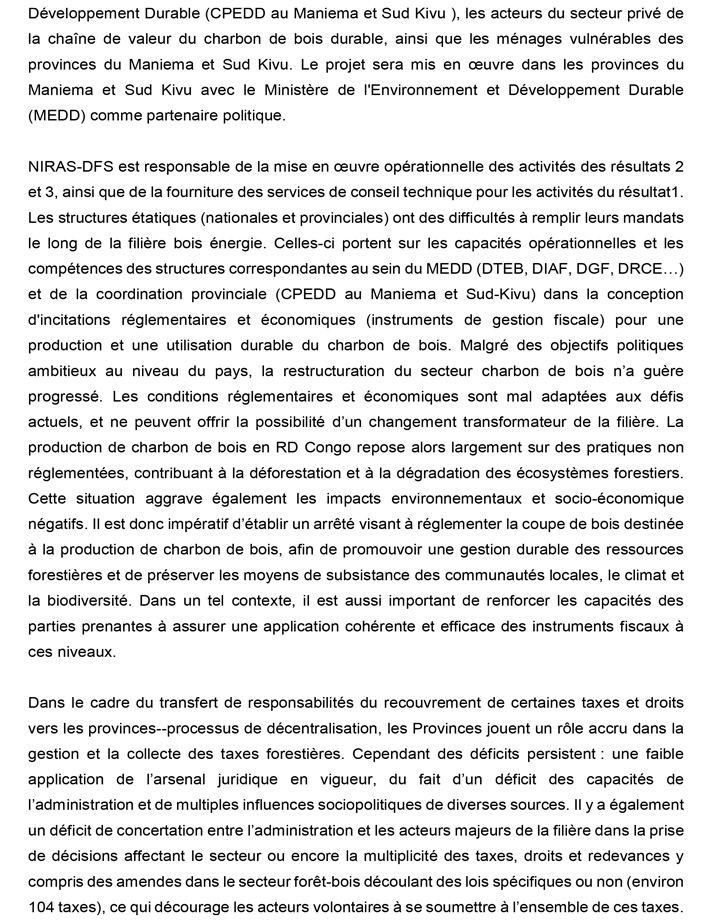 Développement Durable (CPEDD au Maniema et Sud Kivu ), les acteurs du secteur privé de
la chaîne de valeur du charbon de bois durable, ainsi que les ménages vulnérables des
provinces du Maniema et Sud Kivu. Le projet sera mis en œuvre dans les provinces du
Maniema et Sud Kivu avec le Ministère de l'Environnement et Développement Durable
(MEDD) comme partenaire politique.
NIRAS-DFS est responsable de la mise en œuvre opérationnelle des activités des résultats 2
et 3, ainsi que de la fourniture des services de conseil technique pour les activités du résultat1.
Les structures étatiques (nationales et provinciales) ont des difficultés à remplir leurs mandats
le long de la filière bois énergie. Celles-ci portent sur les capacités opérationnelles et les
compétences des structures correspondantes au sein du MEDD (DTEB, DIAF, DGF, DRCE…)
et de la coordination provinciale (CPEDD au Maniema et Sud-Kivu) dans la conception
d'incitations réglementaires et économiques (instruments de gestion fiscale) pour une
production et une utilisation durable du charbon de bois. Malgré des objectifs politiques
ambitieux au niveau du pays, la restructuration du secteur charbon de bois n’a guère
progressé. Les conditions réglementaires et économiques sont mal adaptées aux défis
actuels, et ne peuvent offrir la possibilité d’un changement transformateur de la filière. La
production de charbon de bois en RD Congo repose alors largement sur des pratiques non
réglementées, contribuant à la déforestation et à la dégradation des écosystèmes forestiers.
Cette situation aggrave également les impacts environnementaux et socio-économique
négatifs. Il est donc impératif d’établir un arrêté visant à réglementer la coupe de bois destinée
à la production de charbon de bois, afin de promouvoir une gestion durable des ressources
forestières et de préserver les moyens de subsistance des communautés locales, le climat et
la biodiversité. Dans un tel contexte, il est aussi important de renforcer les capacités des
parties prenantes à assurer une application cohérente et efficace des instruments fiscaux à
ces niveaux.
Dans le cadre du transfert de responsabilités du recouvrement de certaines taxes et droits
vers les provinces--processus de décentralisation, les Provinces jouent un rôle accru dans la
gestion et la collecte des taxes forestières. Cependant des déficits persistent : une faible
application de l’arsenal juridique en vigueur, du fait d’un déficit des capacités de
l’administration et de multiples influences sociopolitiques de diverses sources. Il y a également
un déficit de concertation entre l’administration et les acteurs majeurs de la filière dans la prise
de décisions affectant le secteur ou encore la multiplicité des taxes, droits et redevances y
compris des amendes dans le secteur forêt-bois découlant des lois spécifiques ou non (environ
104 taxes), ce qui décourage les acteurs volontaires à se soumettre à l’ensemble de ces taxes.